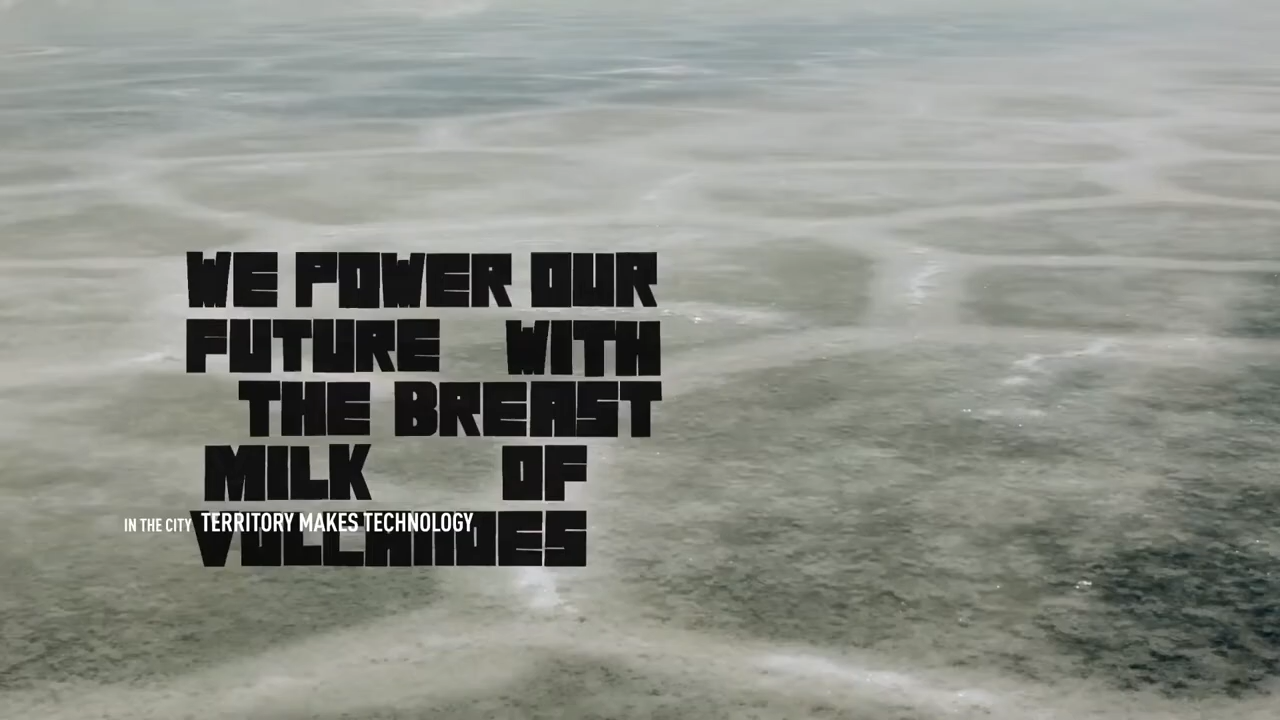 WE POWER OUR
FUTURE WITH
THE BREAST
MILK OF
VOLCANOES
IN THE CITY TERRITORY MAKES TECHNOLOGY